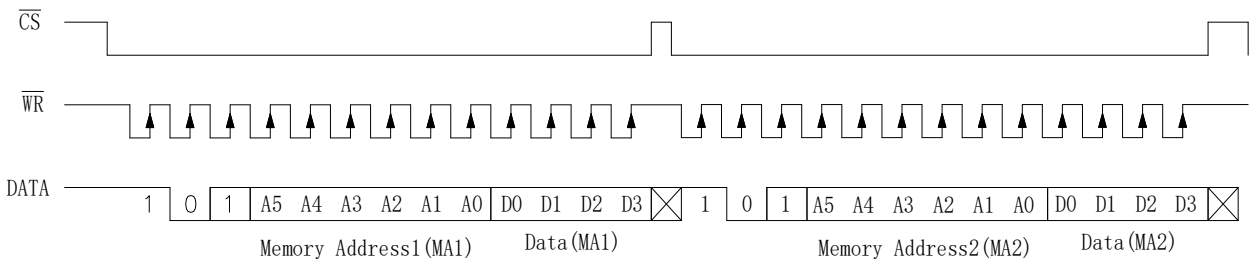 CS
WR
DATA 1 0 1 A5 A4 A3 A2 A1 A0 D0 D1 D2 D3 1 0 1 A5 A4 A3 A2 A1 A0 D0 D1 D2 D3
Memory Address1(MA1) Data(MA1) Memory Address2(MA2) Data(MA2)